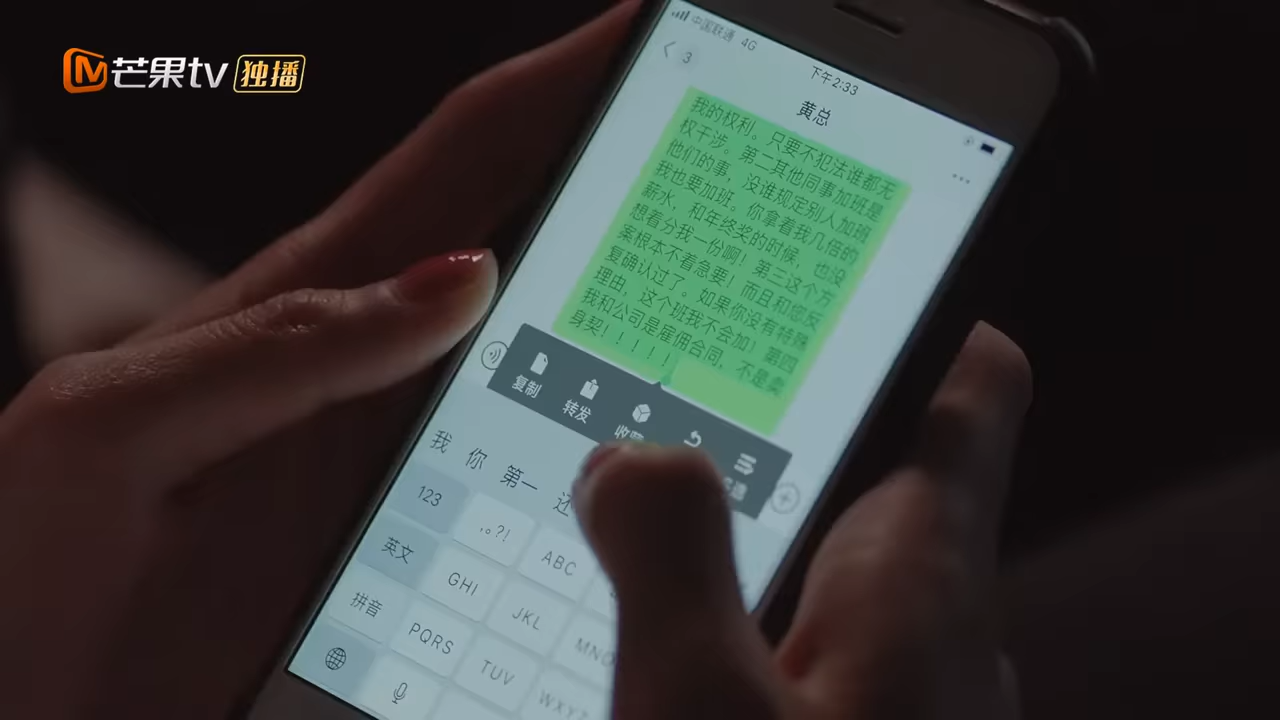 芒果tv 独播
中国联通 4G
下午2:33
3
黄总
我的权利。只要不犯法谁都无
权干涉。第二其他同事加班是
他们的事，没谁规定别人加班
我也要加班。你拿着我几倍的
薪水，和年终奖的时候，也没
想着分我一份啊！第三这个方
案根本不着急要！而且和您反
复确认过了。如果你没有特殊
理由，这个班我不会加！第四
我和公司是雇佣合同，不是卖
身契！！！！！
复制
转发
我 你 第一 还
123
,。?!
ABC
英文
GHI
JKL
MNO
拼音
PQRS
TUV
WXYZ